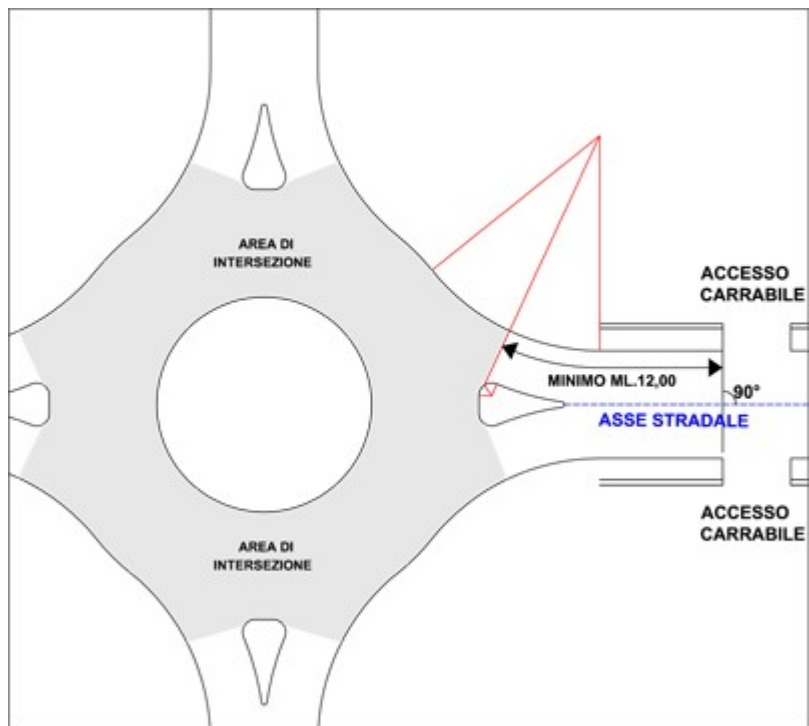 AREA DI
INTERSEZIONE
ACCESSO
CARRABILE
MINIMO ML.12,00
90°
ASSE STRADALE
ACCESSO
CARRABILE
AREA DI
INTERSEZIONE